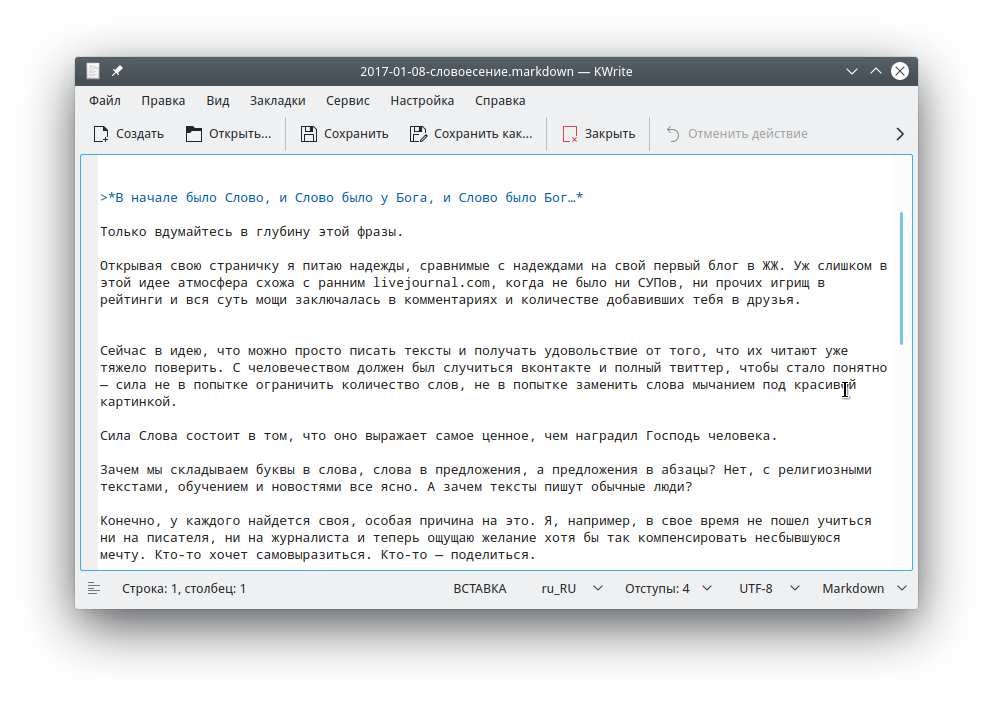 2017-01-08-словоесение.markdown — KWrite
Файл Правка Вид Закладки Сервис Настройка Справка
Создать Открыть... Сохранить Сохранить как... Закрыть Отменить действие
>*В начале было Слово, и Слово было у Бога, и Слово было Бог…*
Только вдумайтесь в глубину этой фразы.
Открывая свою страничку я питаю надежды, сравнимые с надеждами на свой первый блог в ЖЖ. Уж слишком в
этой идее атмосфера схожа с ранним livejournal.com, когда не было ни СУПов, ни прочих игрищ в
рейтинги и вся суть мощи заключалась в комментариях и количестве добавивших тебя в друзья.
Сейчас в идею, что можно просто писать тексты и получать удовольствие от того, что их читают уже
тяжело поверить. С человечеством должен был случиться вконтакте и полный твиттер, чтобы стало понятно
— сила не в попытке ограничить количество слов, не в попытке заменить слова мычанием под красивой
картинкой.
Сила Слова состоит в том, что оно выражает самое ценное, чем наградил Господь человека.
Зачем мы складываем буквы в слова, слова в предложения, а предложения в абзацы? Нет, с религиозными
текстами, обучением и новостями все ясно. А зачем тексты пишут обычные люди?
Конечно, у каждого найдется своя, особая причина на это. Я, например, в свое время не пошел учиться
ни на писателя, ни на журналиста и теперь ощущаю желание хотя бы так компенсировать несбывшуюся
мечту. Кто-то хочет самовыразиться. Кто-то — поделиться.
Строка: 1, столбец: 1 ВСТАВКА ru_RU Отступы: 4 UTF-8 Markdown